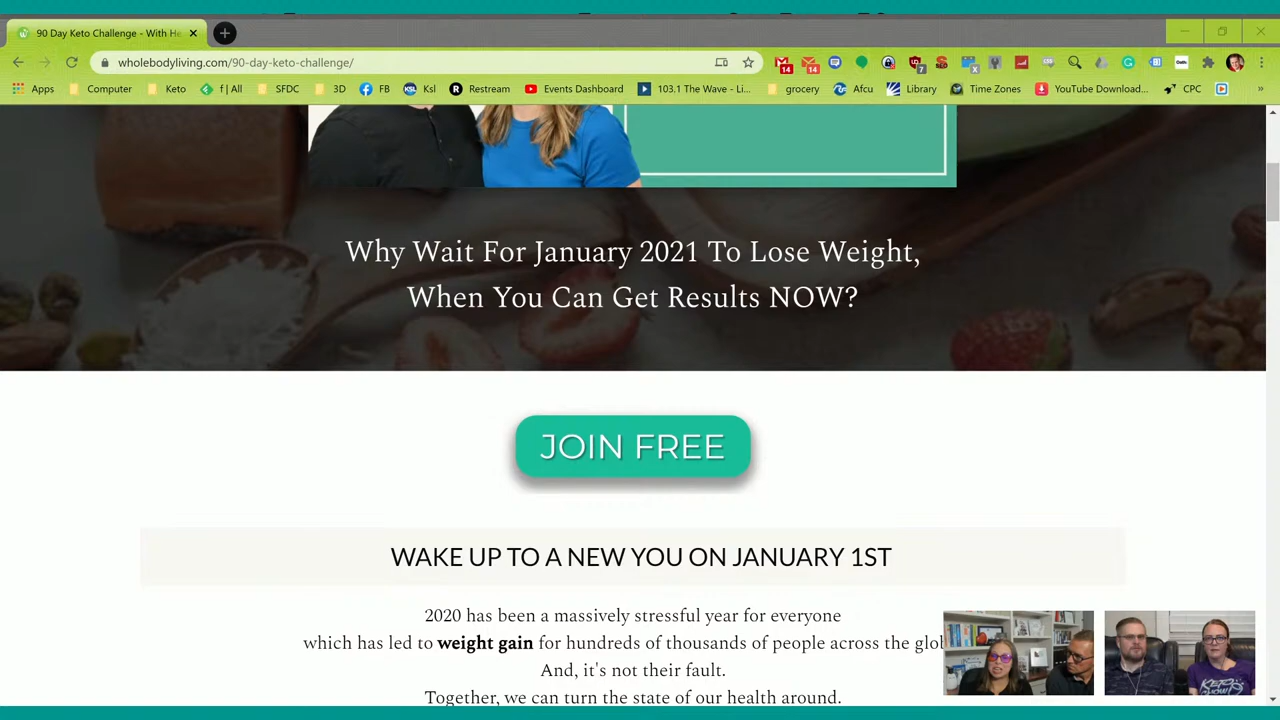 90 Day Keto Challenge - With He
wholebodyliving.com/90-day-keto-challenge/
14
14
7
Apps
Computer
Keto
f | All
SFDC
3D
FB
KSL
Ksl
Restream
Events Dashboard
103.1 The Wave - Li...
grocery
Afcu
Library
Time Zones
YouTube Download...
CPC
»
Why Wait For January 2021 To Lose Weight,
When You Can Get Results NOW?
JOIN FREE
WAKE UP TO A NEW YOU ON JANUARY 1ST
2020 has been a massively stressful year for everyone
which has led to weight gain for hundreds of thousands of people across the glob
And, it's not their fault.
Together, we can turn the state of our health around.